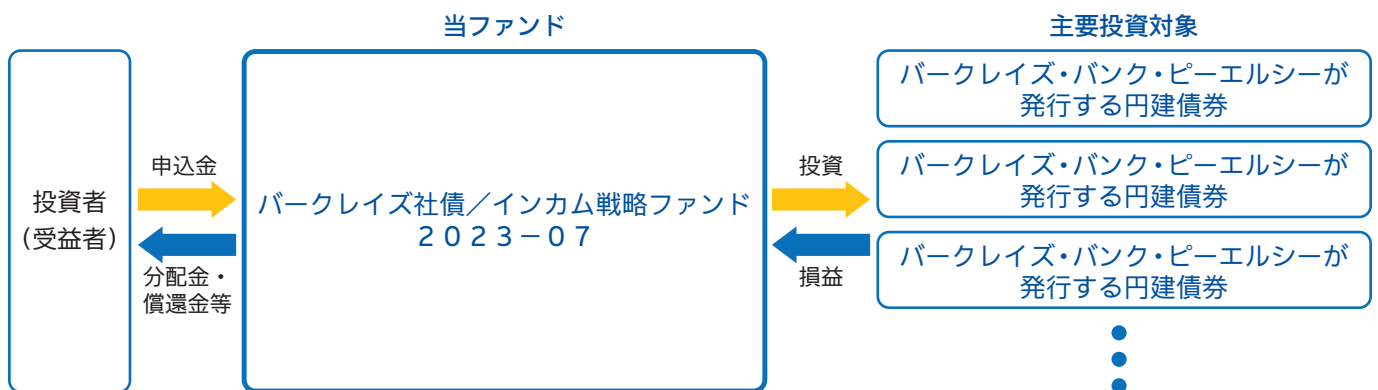 当ファンド
主要投資対象
投資者
(受益者)
申込金
分配金・
償還金等
バークレイズ社債／インカム戦略ファンド
２０２３－０７
投資
損益
バークレイズ・バンク・ピーエルシーが
発行する円建債券
バークレイズ・バンク・ピーエルシーが
発行する円建債券
バークレイズ・バンク・ピーエルシーが
発行する円建債券